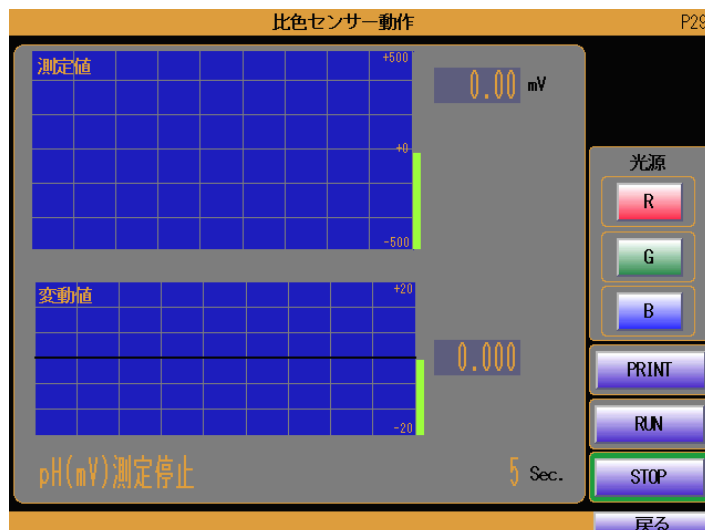 比色センサー動作
P29
測定値
+500
+0
-500
0.00 mV
変動値
+20
-20
0.000
pH(mV)測定停止
5 Sec.
光源
R
G
B
PRINT
RUN
STOP
戻る